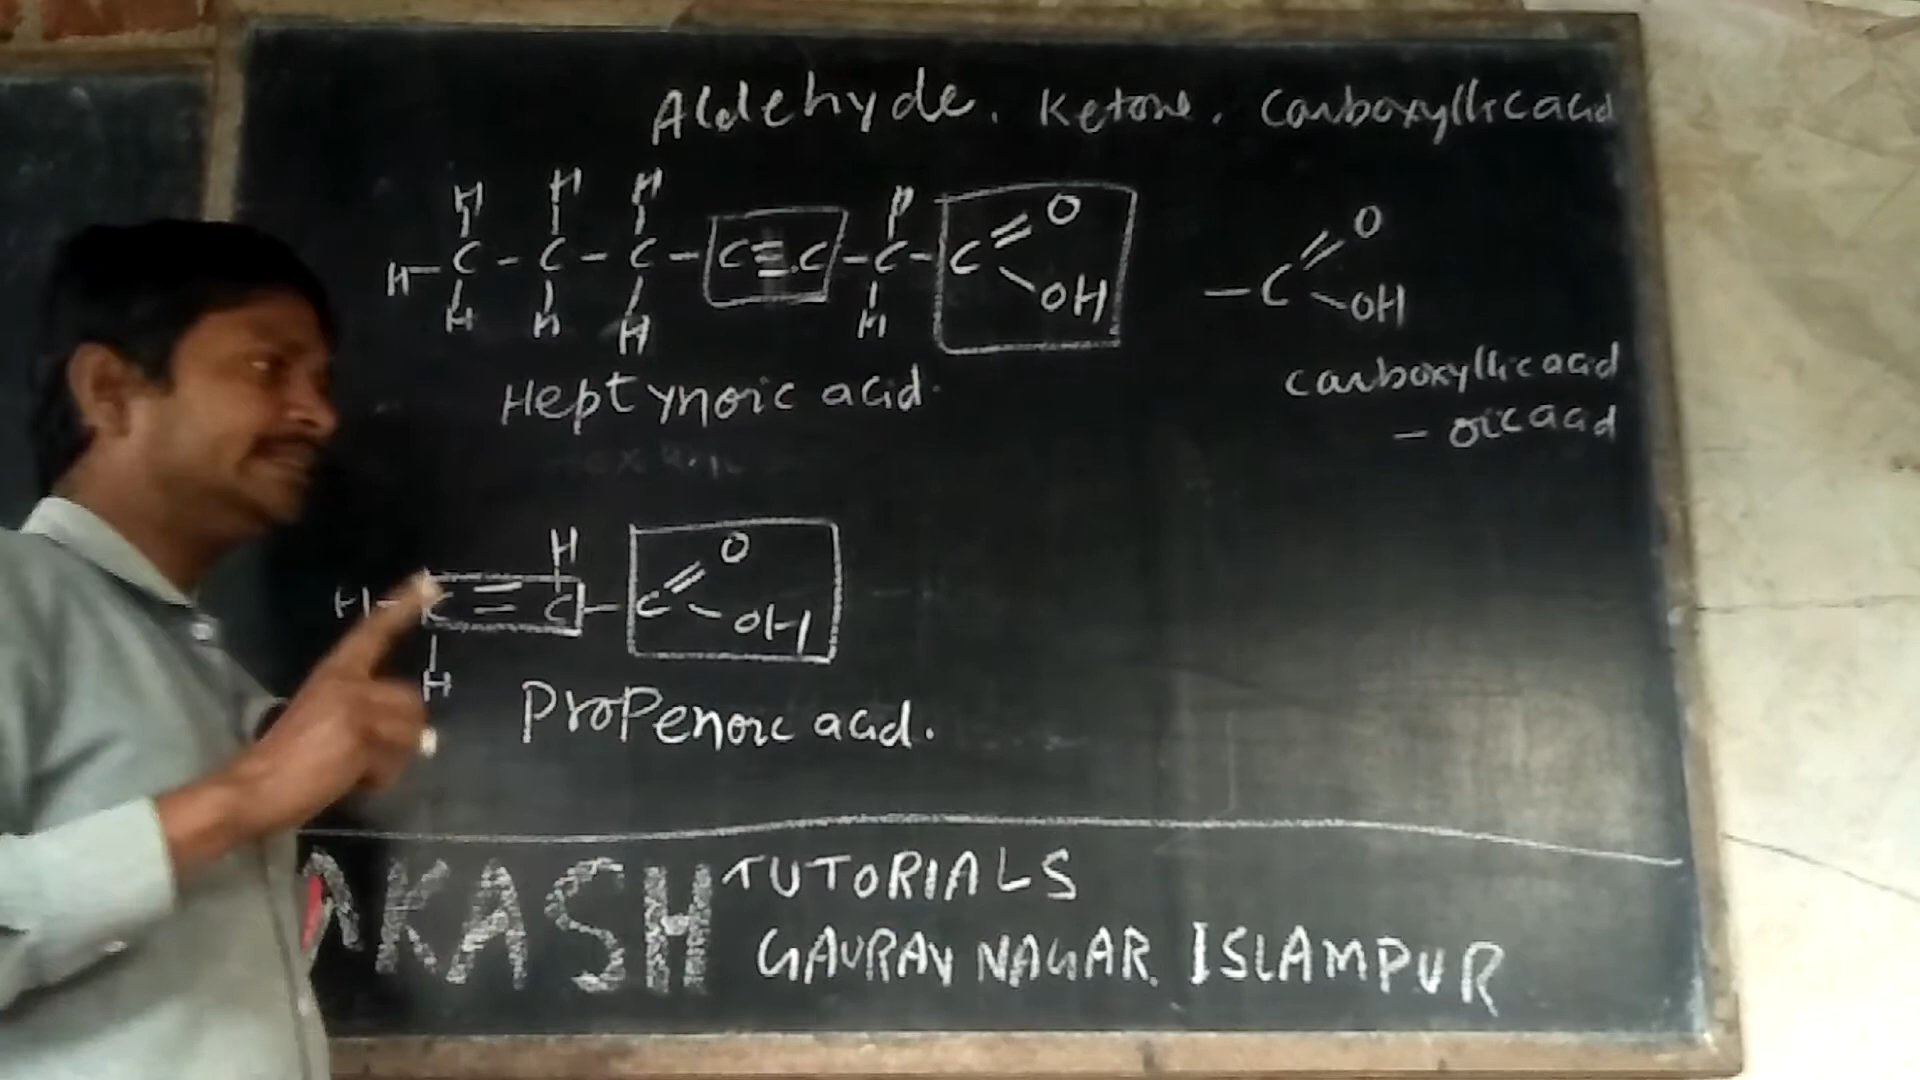 Aldehyde. Ketone. Carboxyllic acid
H H H H O
H-C-C-C-C≡C-C-C=O
H H H H OH
-C=O
OH
Heptynoic acid.
Carboxyllic acid
- oic acid
H O
H-C=C-C=O
H OH
Propenoic acid.
AKASH TUTORIALS
GAURAV NAGAR. ISLAMPUR